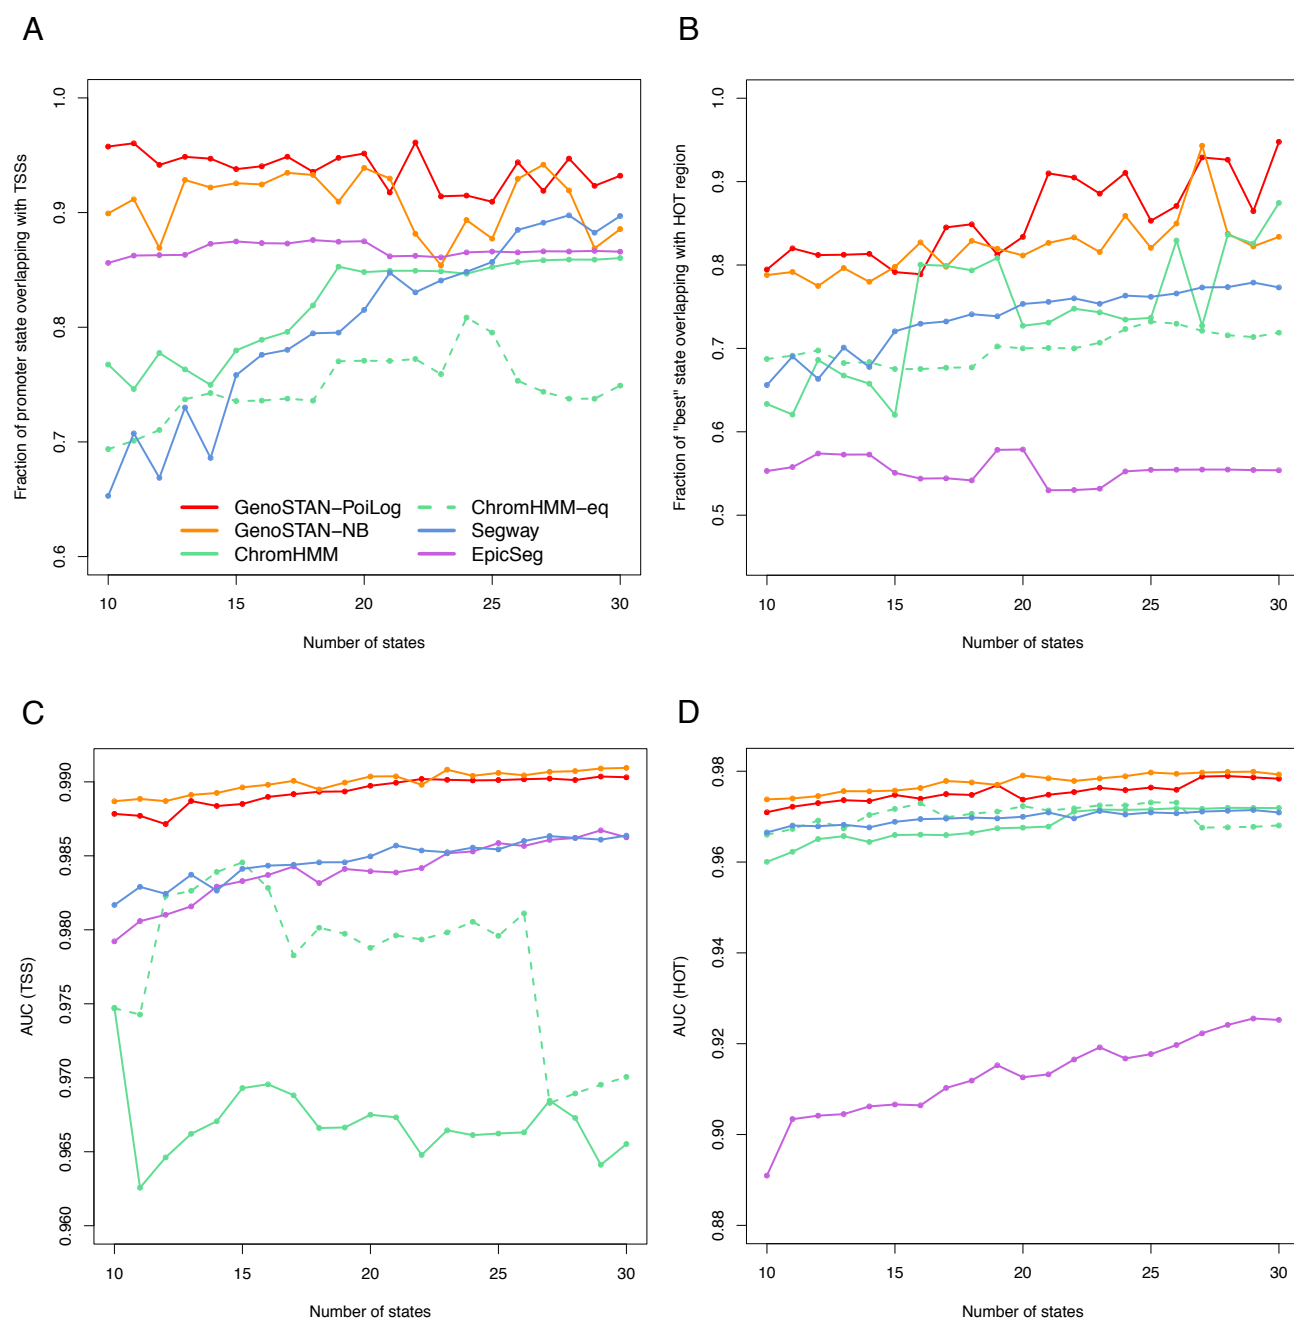 A
Fraction of promoter state overlapping with TSSs
1.0
0.9
0.8
0.7
0.6
GenoSTAN−PoiLog
GenoSTAN−NB
ChromHMM
ChromHMM−eq
Segway
EpicSeg
10 15 20 25 30
Number of states
B
Fraction of "best" state overlapping with HOT region
1.0
0.9
0.8
0.7
0.6
0.5
10 15 20 25 30
Number of states
C
AUC (TSS)
0.990
0.985
0.980
0.975
0.970
0.965
0.960
10 15 20 25 30
Number of states
D
AUC (HOT)
0.98
0.96
0.94
0.92
0.90
0.88
10 15 20 25 30
Number of states